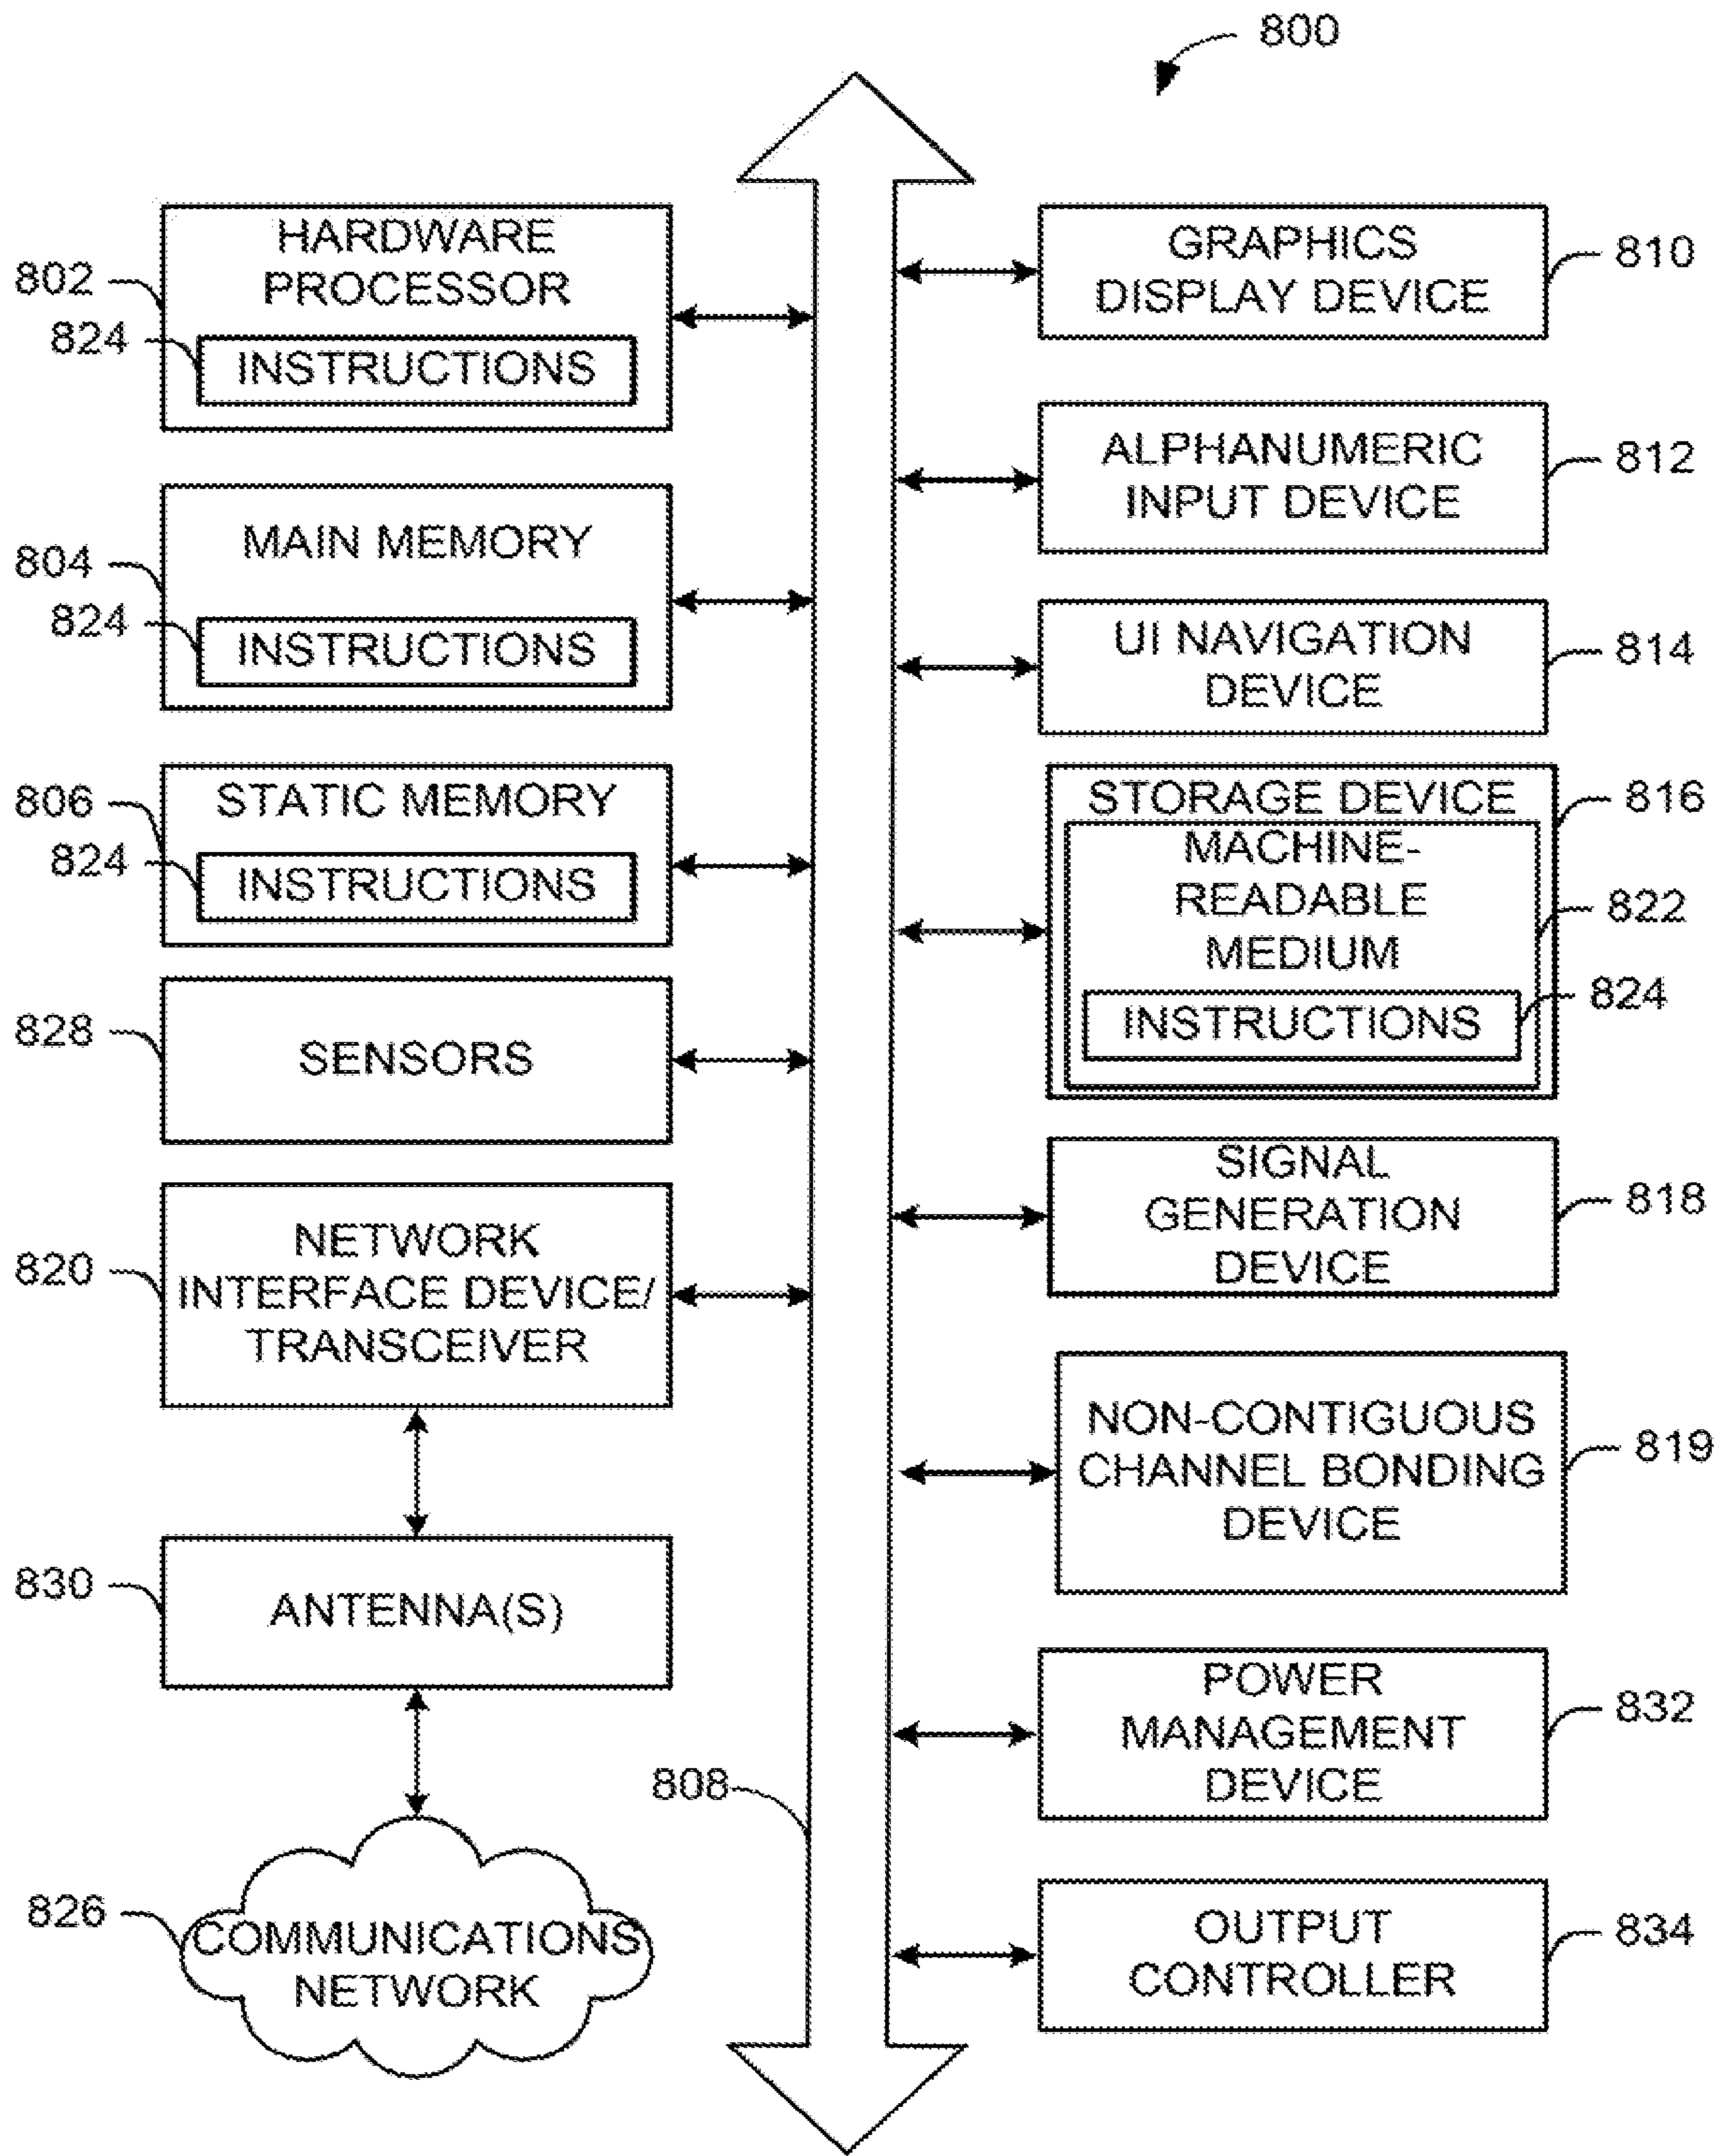 800
HARDWARE
PROCESSOR
802
824
INSTRUCTIONS
MAIN MEMORY
804
824
INSTRUCTIONS
STATIC MEMORY
806
824
INSTRUCTIONS
828
SENSORS
NETWORK
INTERFACE DEVICE/
TRANSCEIVER
820
830
ANTENNA(S)
808
826
COMMUNICATIONS
NETWORK
GRAPHICS
DISPLAY DEVICE
810
ALPHANUMERIC
INPUT DEVICE
812
UI NAVIGATION
DEVICE
814
STORAGE DEVICE
816
MACHINE-
READABLE
MEDIUM
822
INSTRUCTIONS
824
SIGNAL
GENERATION
DEVICE
818
NON-CONTIGUOUS
CHANNEL BONDING
DEVICE
819
POWER
MANAGEMENT
DEVICE
832
OUTPUT
CONTROLLER
834